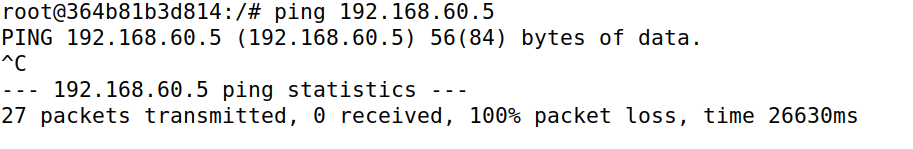 root@364b81b3d814:/# ping 192.168.60.5
PING 192.168.60.5 (192.168.60.5) 56(84) bytes of data.
^C
--- 192.168.60.5 ping statistics ---
27 packets transmitted, 0 received, 100% packet loss, time 26630ms